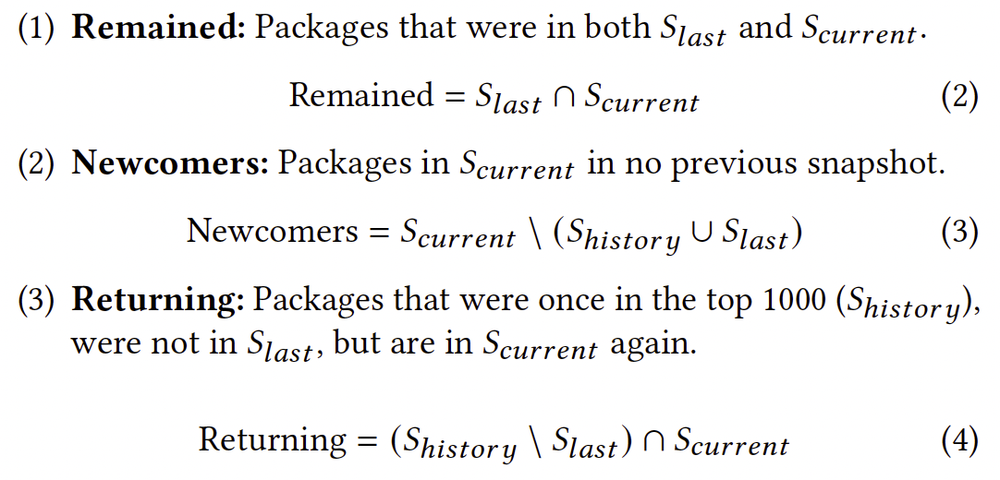 (1) Remained: Packages that were in both S_last and S_current.
Remained = S_last ∩ S_current (2)
(2) Newcomers: Packages in S_current in no previous snapshot.
Newcomers = S_current \ (S_history ∪ S_last) (3)
(3) Returning: Packages that were once in the top 1000 (S_history),
were not in S_last, but are in S_current again.
Returning = (S_history \ S_last) ∩ S_current (4)